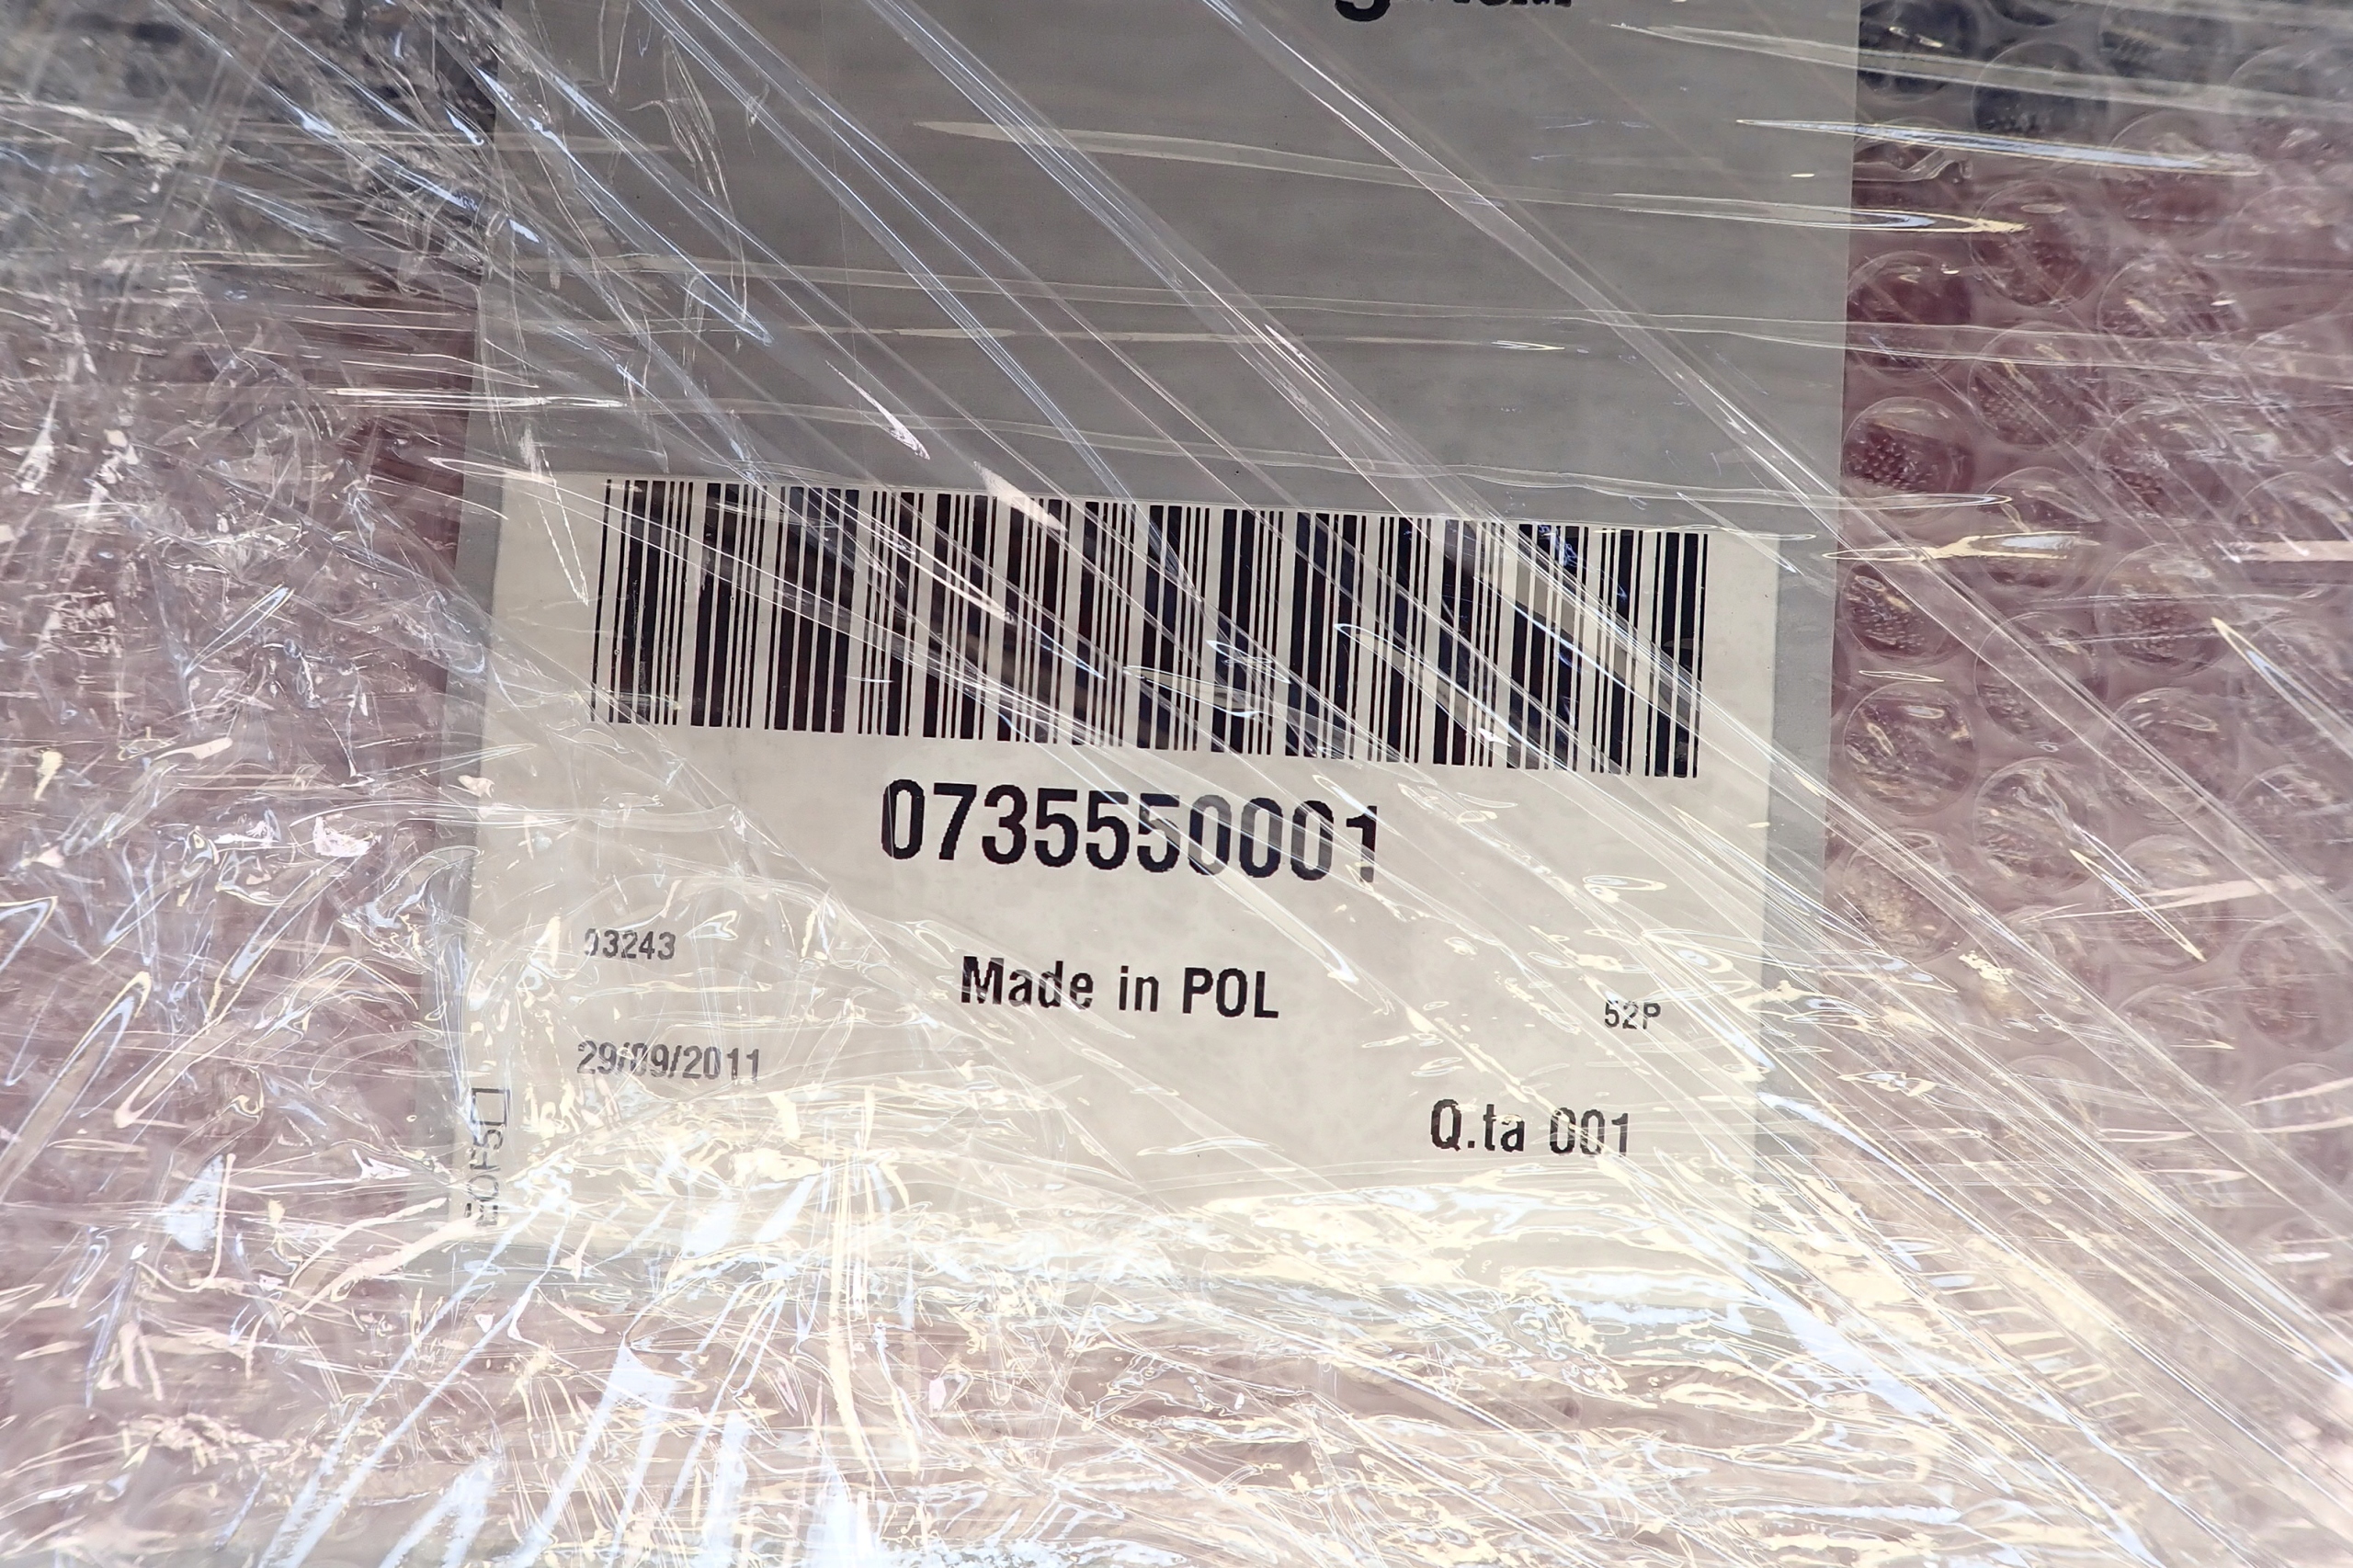 0735550001
03243
Made in POL
52P
29/09/2011
Q.ta 001